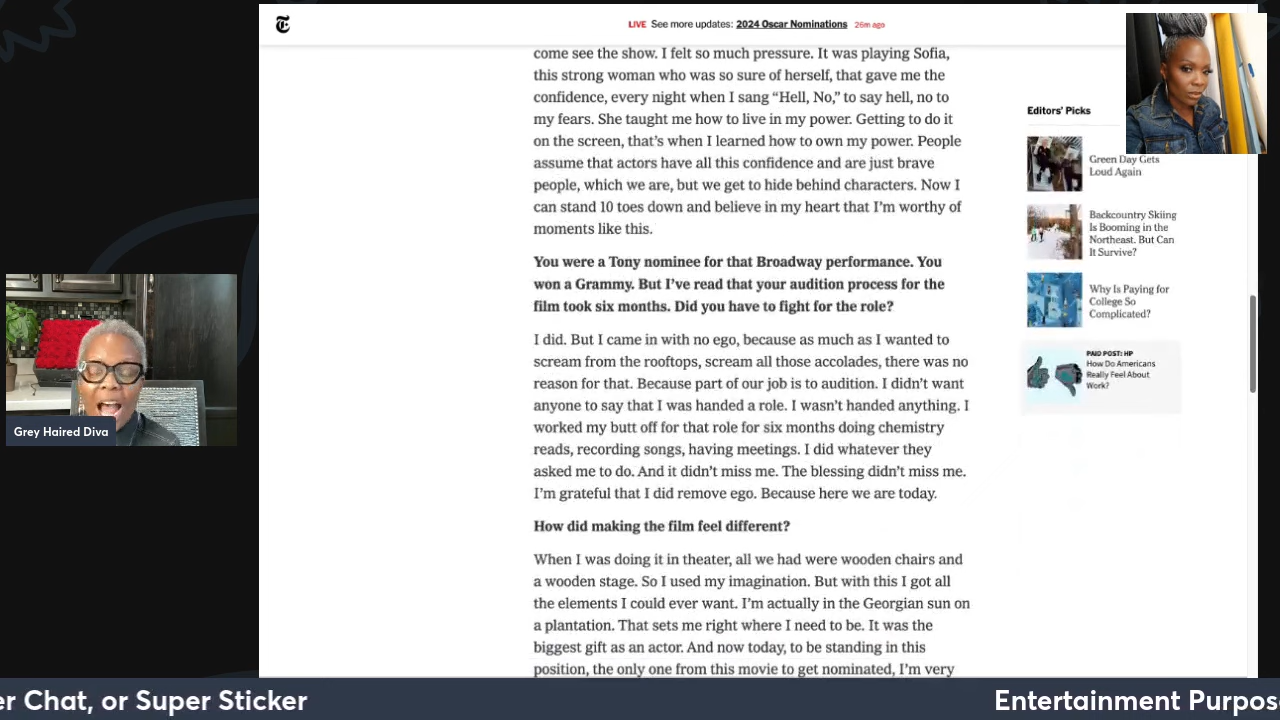 LIVE See more updates: 2024 Oscar Nominations 26m ago
come see the show. I felt so much pressure. It was playing Sofia,
this strong woman who was so sure of herself, that gave me the
confidence, every night when I sang “Hell, No,” to say hell, no to
my fears. She taught me how to live in my power. Getting to do it
on the screen, that’s when I learned how to own my power. People
assume that actors have all this confidence and are just brave
people, which we are, but we get to hide behind characters. Now I
can stand 10 toes down and believe in my heart that I’m worthy of
moments like this.
You were a Tony nominee for that Broadway performance. You
won a Grammy. But I’ve read that your audition process for the
film took six months. Did you have to fight for the role?
I did. But I came in with no ego, because as much as I wanted to
scream from the rooftops, scream all those accolades, there was no
reason for that. Because part of our job is to audition. I didn’t want
anyone to say that I was handed a role. I wasn’t handed anything. I
worked my butt off for that role for six months doing chemistry
reads, recording songs, having meetings. I did whatever they
asked me to do. And it didn’t miss me. The blessing didn’t miss me.
I’m grateful that I did remove ego. Because here we are today.
How did making the film feel different?
When I was doing it in theater, all we had were wooden chairs and
a wooden stage. So I used my imagination. But with this I got all
the elements I could ever want. I’m actually in the Georgian sun on
a plantation. That sets me right where I need to be. It was the
biggest gift as an actor. And now today, to be standing in this
position, the only one from this movie to get nominated, I’m very
Editors’ Picks
Green Day Gets
Loud Again
Backcountry Skiing
Is Booming in the
Northeast. But Can
It Survive?
Why Is Paying for
College So
Complicated?
PAID POST: HP
How Do Americans
Really Feel About
Work?
Grey Haired Diva
er Chat, or Super Sticker
Entertainment Purpos